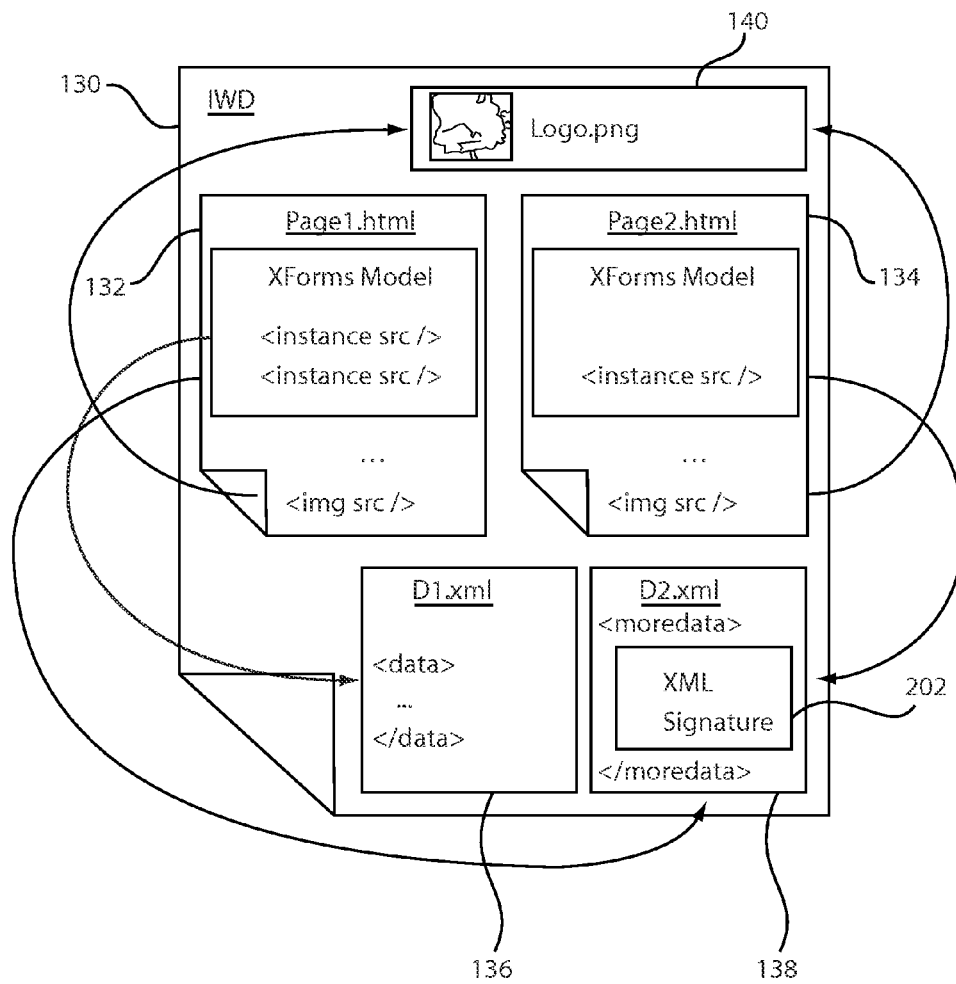 140
130
IWD
Logo.png
Page1.html
Page2.html
132
134
XForms Model
<instance src />
<instance src />
...
<img src />
XForms Model
<instance src />
...
<img src />
D1.xml
<data>
...
</data>
D2.xml
<moredata>
XML
Signature
</moredata>
202
136
138